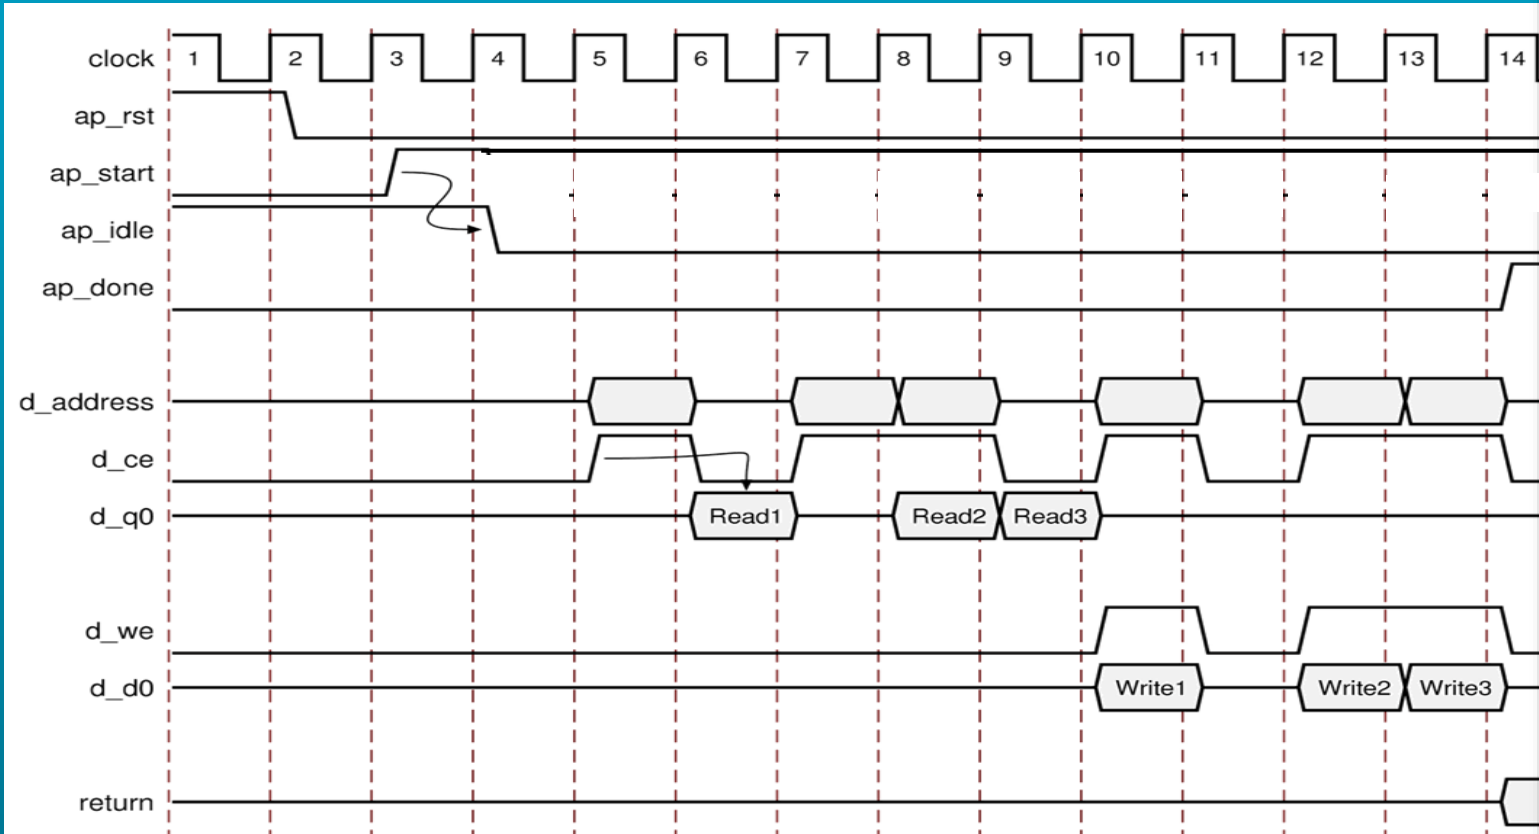 clock 1 2 3 4 5 6 7 8 9 10 11 12 13 14
ap_rst
ap_start
ap_idle
ap_done
d_address
d_ce
d_q0 Read1 Read2 Read3
d_we
d_d0 Write1 Write2 Write3
return